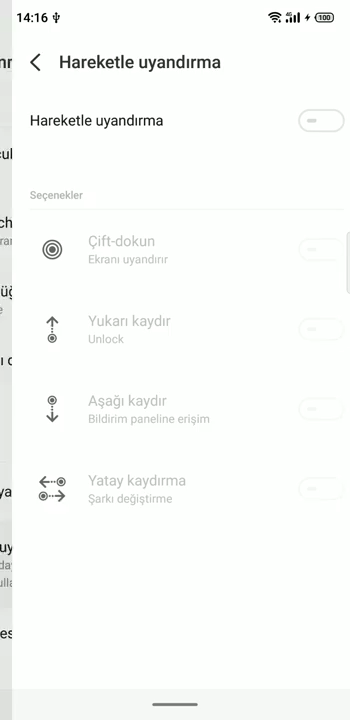 14:16
4G
100
Hareketle uyandırma
Hareketle uyandırma
Seçenekler
Çift-dokun
Ekranı uyandırır
Yukarı kaydır
Unlock
Aşağı kaydır
Bildirim paneline erişim
Yatay kaydırma
Şarkı değiştirme